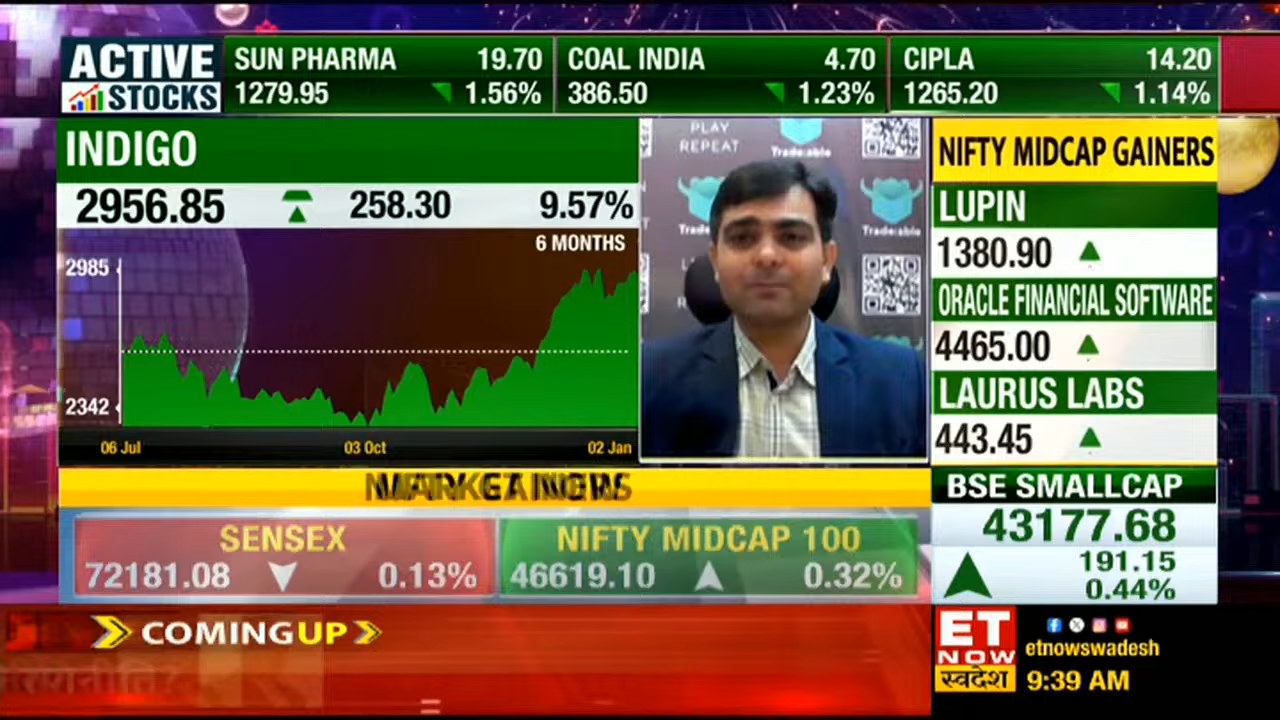 ACTIVE STOCKS
SUN PHARMA 19.70
1279.95 1.56%
COAL INDIA 4.70
386.50 1.23%
CIPLA 14.20
1265.20 1.14%
INDIGO
2956.85 258.30 9.57%
6 MONTHS
2985
2342
06 Jul 03 Oct 02 Jan
PLAY
REPEAT
Trade:able
Trade:able
NIFTY MIDCAP GAINERS
LUPIN
1380.90
ORACLE FINANCIAL SOFTWARE
4465.00
LAURUS LABS
443.45
BSE SMALLCAP
43177.68
191.15
0.44%
SENSEX
72181.08 0.13%
NIFTY MIDCAP 100
46619.10 0.32%
COMING UP
ET
NOW
स्वदेश
etnowswadesh
9:39 AM